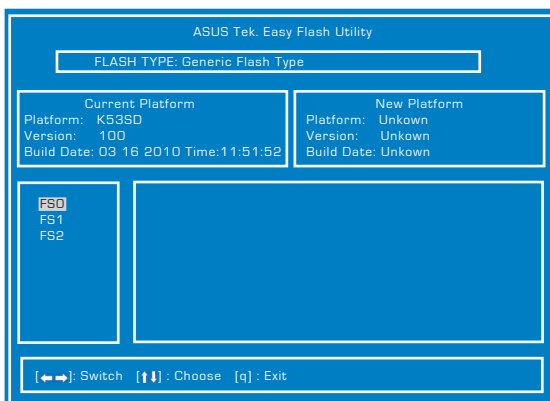 ASUS Tek. Easy Flash Utility
FLASH TYPE: Generic Flash Type
Current Platform
Platform: K53SD
Version: 100
Build Date: 03 16 2010 Time:11:51:52
New Platform
Platform: Unkown
Version: Unkown
Build Date: Unkown
FS0
FS1
FS2
[←→]: Switch [↑↓] : Choose [q] : Exit